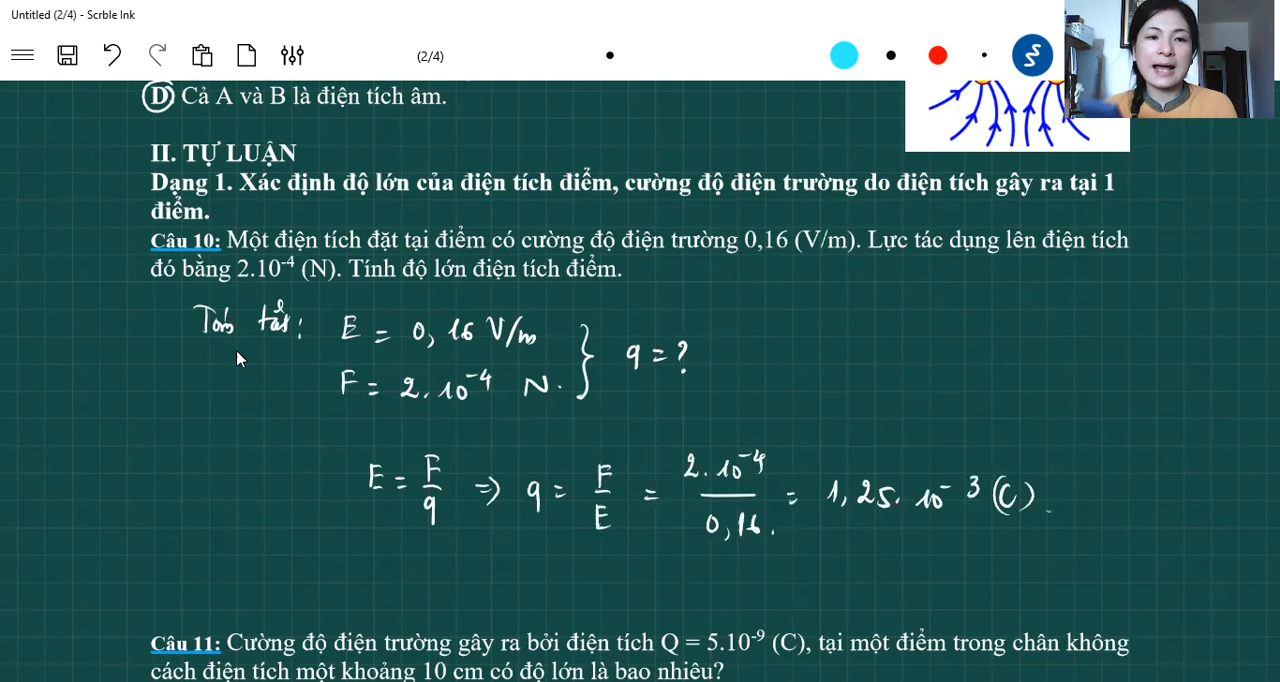 Untitled (2/4) - Scrble Ink
(2/4)
D. Cả A và B là điện tích âm.
II. TỰ LUẬN
Dạng 1. Xác định độ lớn của điện tích điểm, cường độ điện trường do điện tích gây ra tại 1
điểm.
Câu 10: Một điện tích đặt tại điểm có cường độ điện trường 0,16 (V/m). Lực tác dụng lên điện tích
đó bằng 2.10⁻⁴ (N). Tính độ lớn điện tích điểm.
Tóm tắt: E = 0,16 V/m
F = 2.10⁻⁴ N. } q = ?
E = F/q => q = F/E = 2.10⁻⁴/0,16. = 1,25.10⁻³ (C).
Câu 11: Cường độ điện trường gây ra bởi điện tích Q = 5.10⁻⁹ (C), tại một điểm trong chân không
cách điện tích một khoảng 10 cm có độ lớn là bao nhiêu?